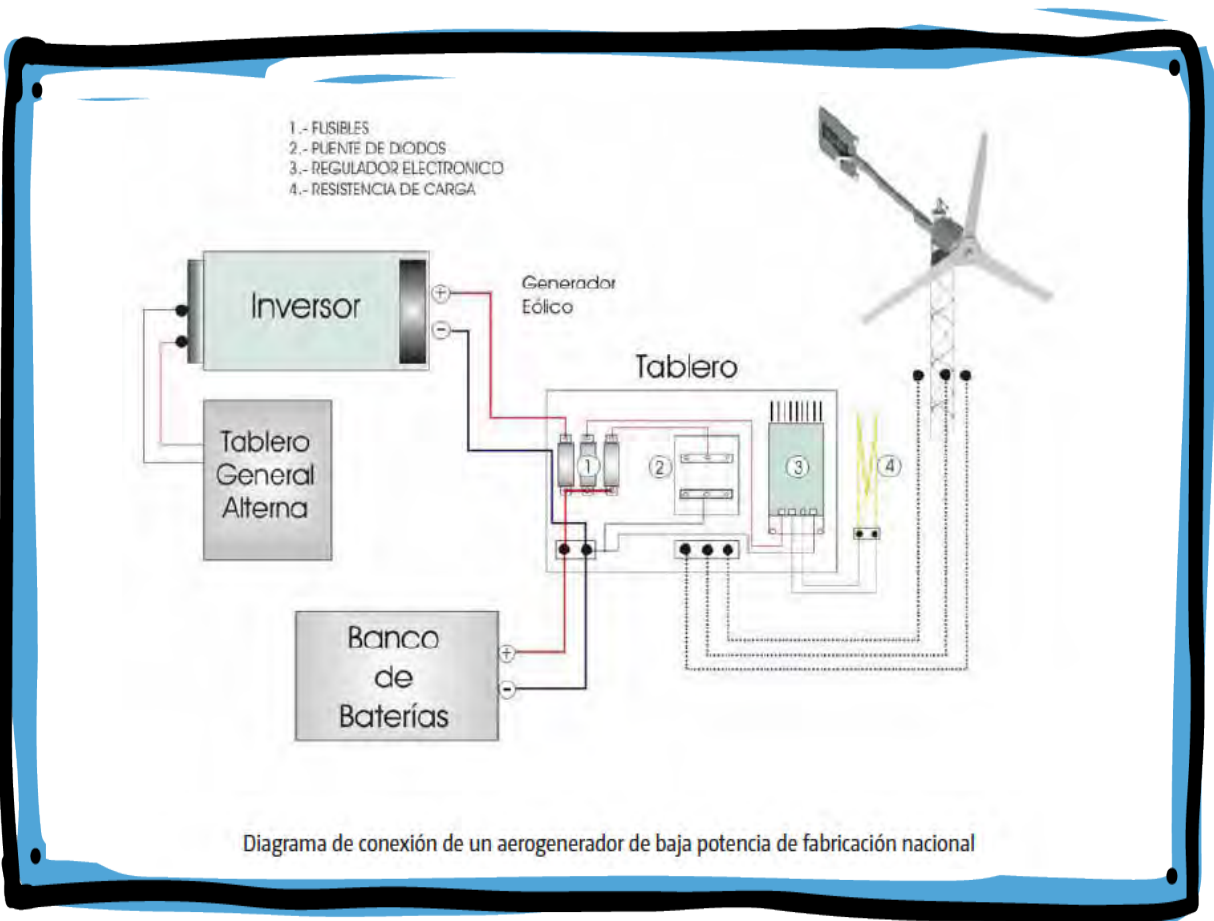 1.- FUSIBLES
2.- PUENTE DE DIODOS
3.- REGULADOR ELECTRONICO
4.- RESISTENCIA DE CARGA
Inversor
+
-
Generador
Eólico
Tablero
Tablero
General
Alterna
1
2
3
4
Banco
de
Baterías
+
-
Diagrama de conexión de un aerogenerador de baja potencia de fabricación nacional